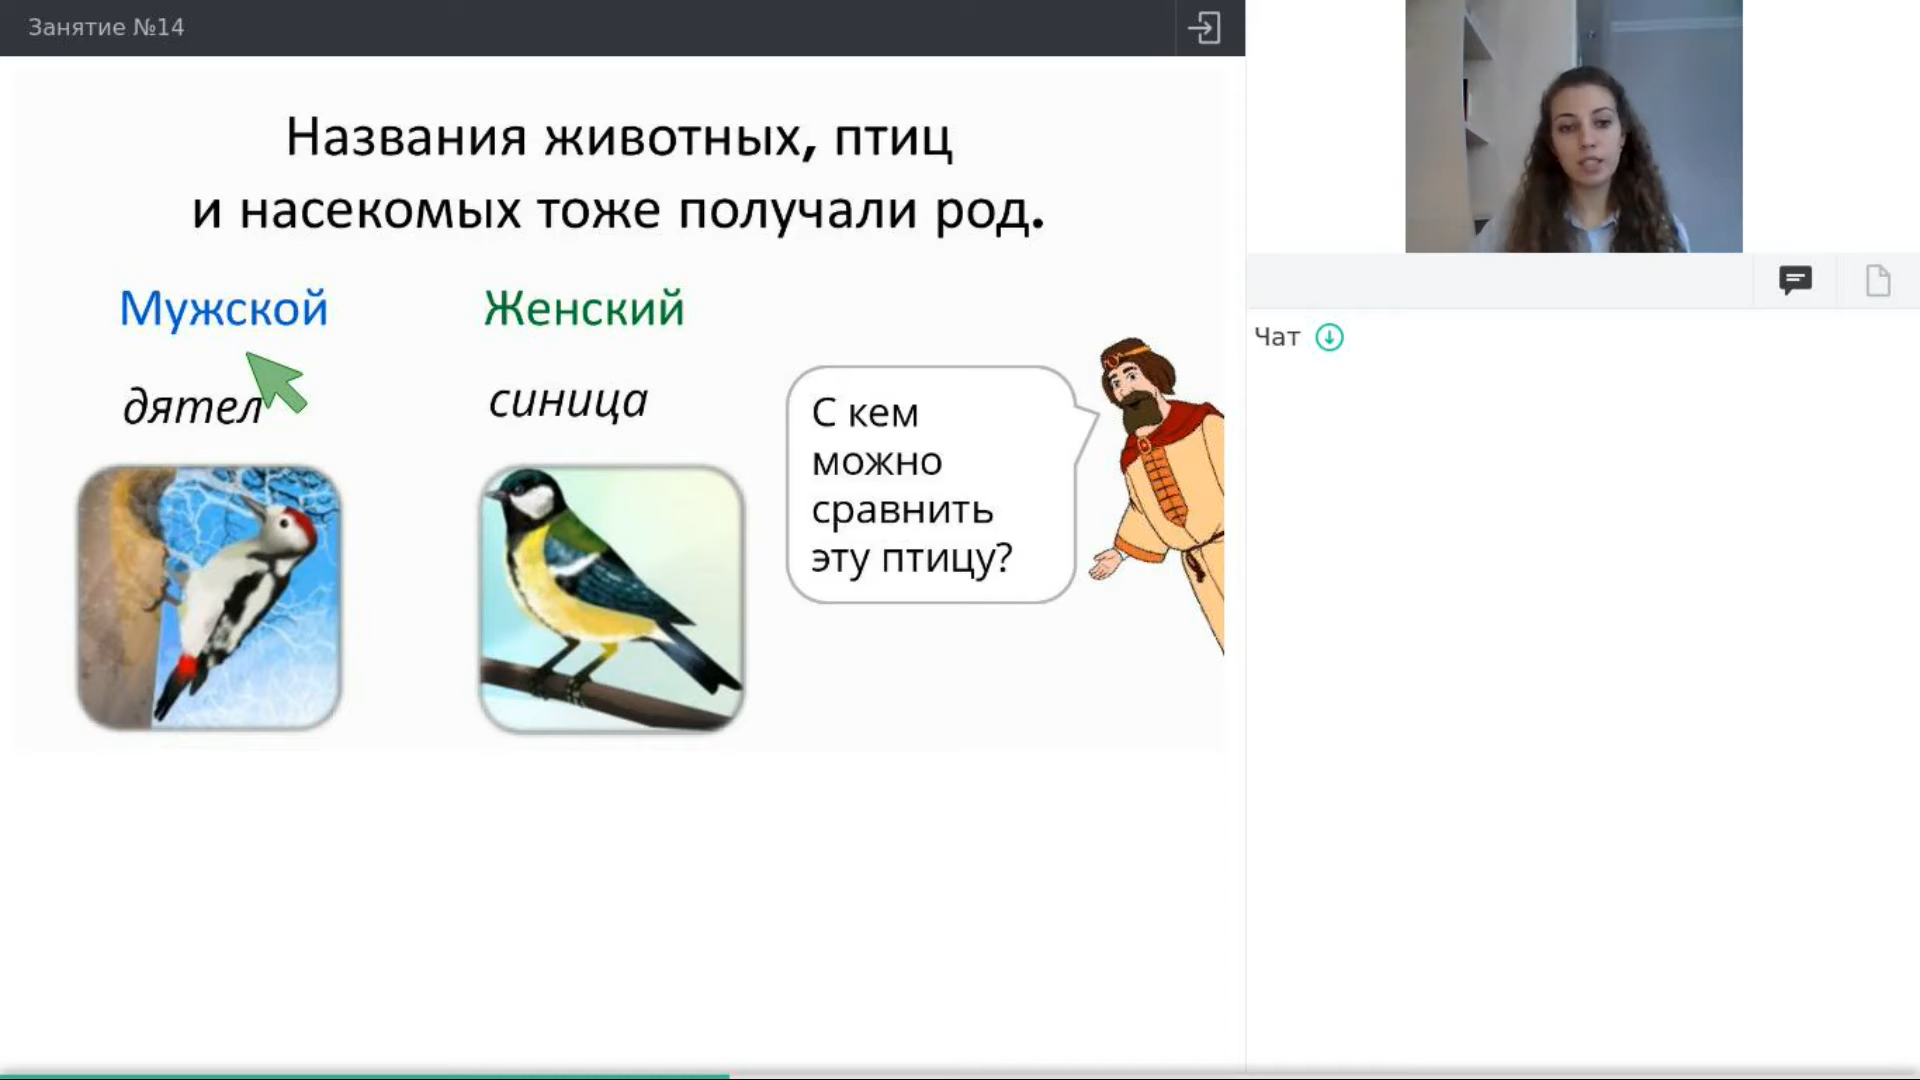 Занятие №14
Названия животных, птиц
и насекомых тоже получали род.
Мужской
Женский
дятел
синица
С кем
можно
сравнить
эту птицу?
Чат